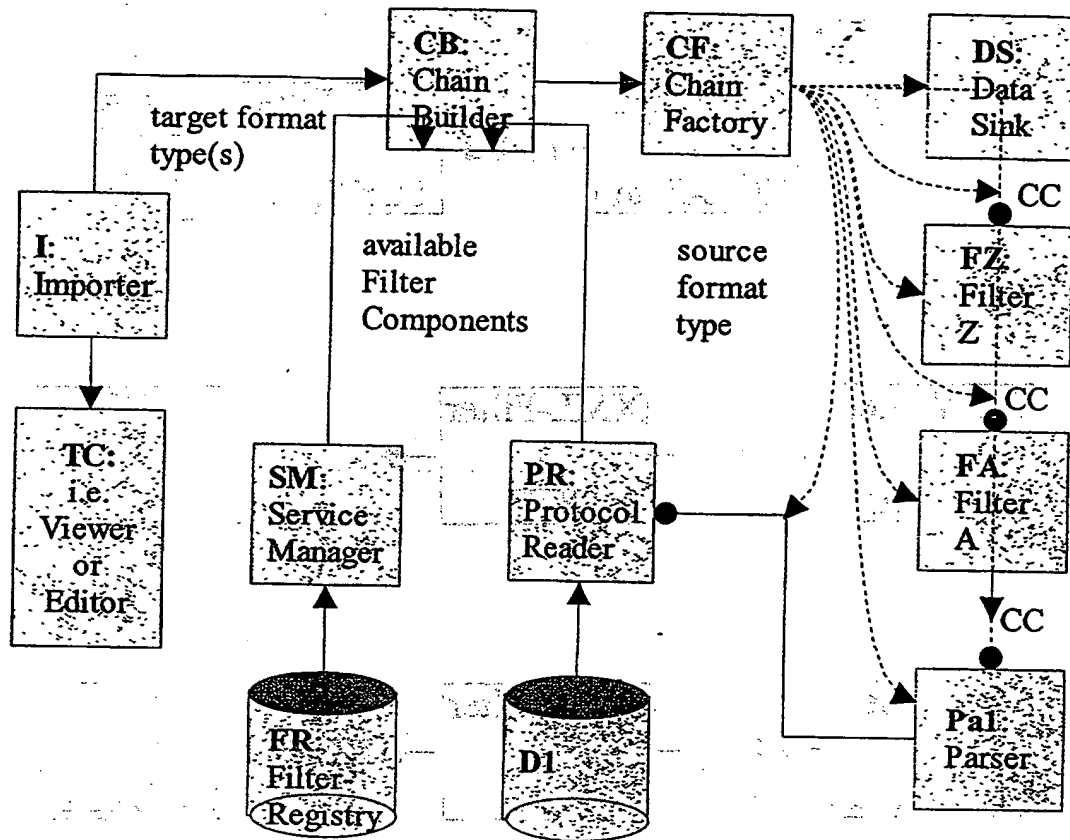 CB:
Chain
Builder
CF:
Chain
Factory
DS:
Data
Sink
target format
type(s)
CC
I:
Importer
available
Filter
Components
source
format
type
FZ:
Filter
Z
CC
TC:
i.e.
Viewer
or
Editor
SM:
Service
Manager
PR:
Protocol
Reader
FA:
Filter
A
CC
FR
Filter
Registry
D1
Pa1:
Parser